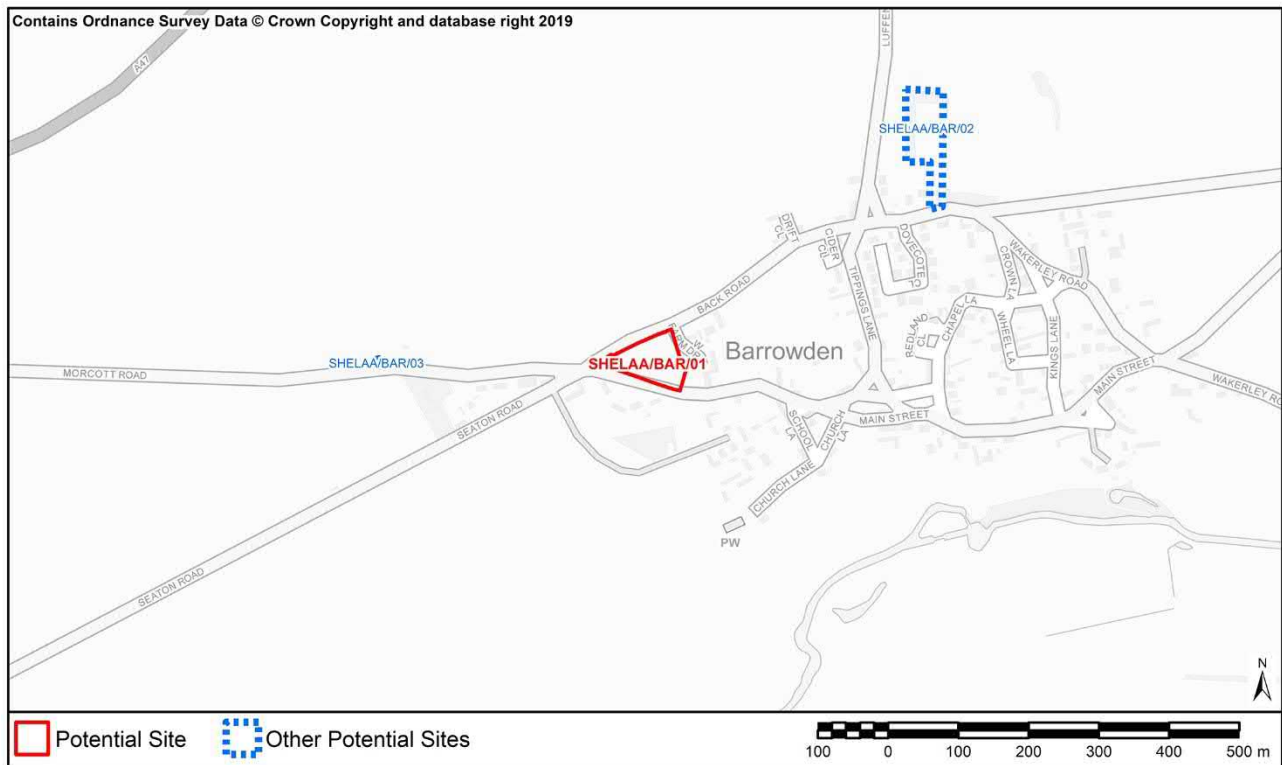 Contains Ordnance Survey Data © Crown Copyright and database right 2019
A47
LUFFEN
SHELAA/BAR/02
DRIFT
CL
CIDER
CL
DOVECOTE
CL
TIPPINGS LANE
BACK ROAD
CROWN LA
WAKERLEY ROAD
CHAPEL LA
REDLAN
CL
WHEEL LA
KINGS LANE
Barrowden
SHELAA/BAR/01
SHELAA/BAR/03
MORCOTT ROAD
SEATON ROAD
MAIN STREET
WAKERLEY RO
SCHOOL
LA
CHURCH
LA
MAIN STREET
CHURCH LANE
PW
SEATON ROAD
N
Potential Site
Other Potential Sites
100 0 100 200 300 400 500 m